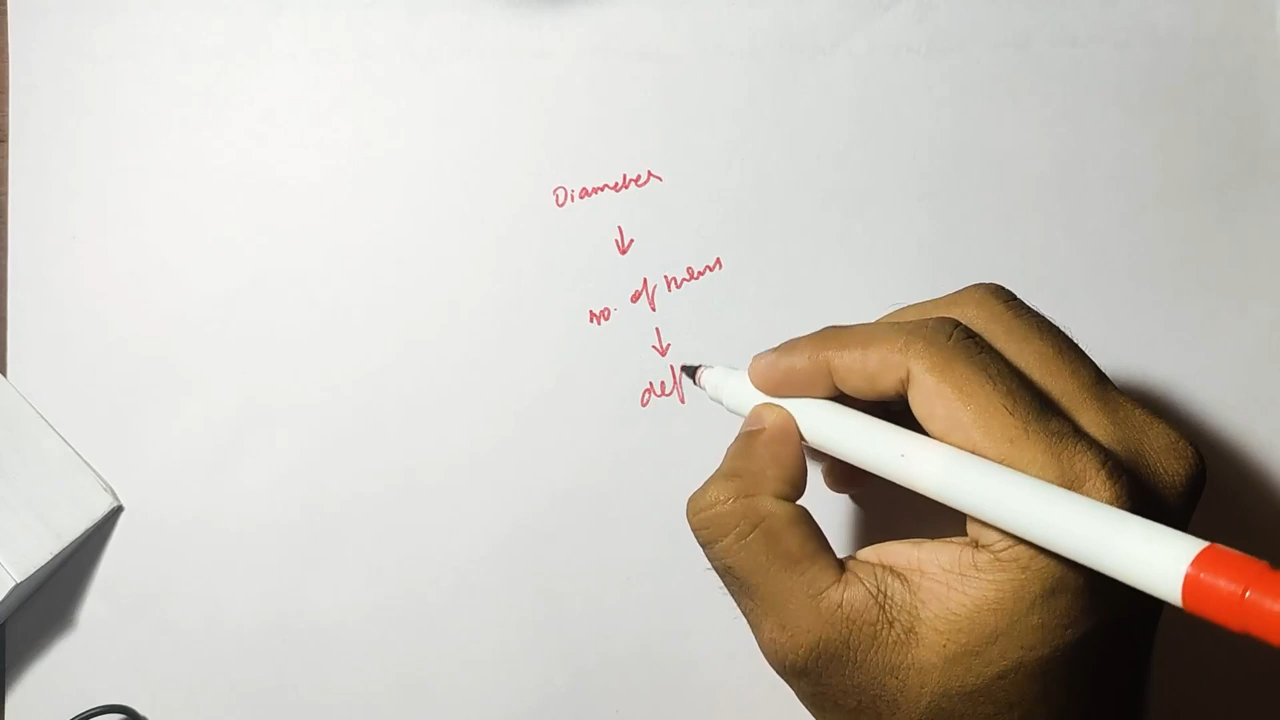 Diameter
↓
no. of turns
↓
def